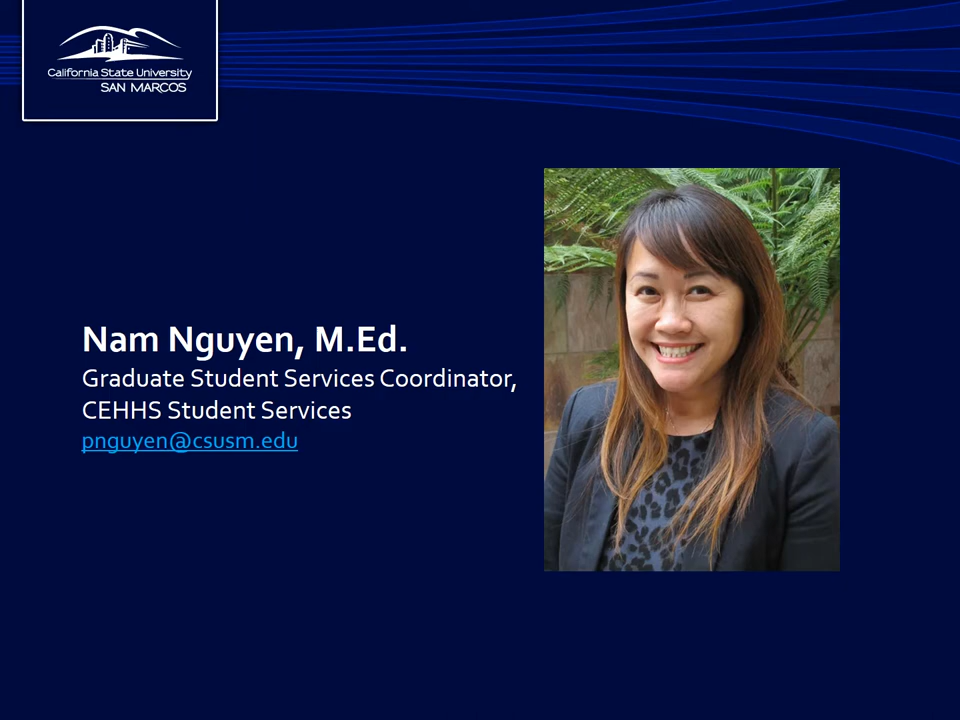 California State University
SAN MARCOS
Nam Nguyen, M.Ed.
Graduate Student Services Coordinator,
CEHHS Student Services
pnguyen@csusm.edu